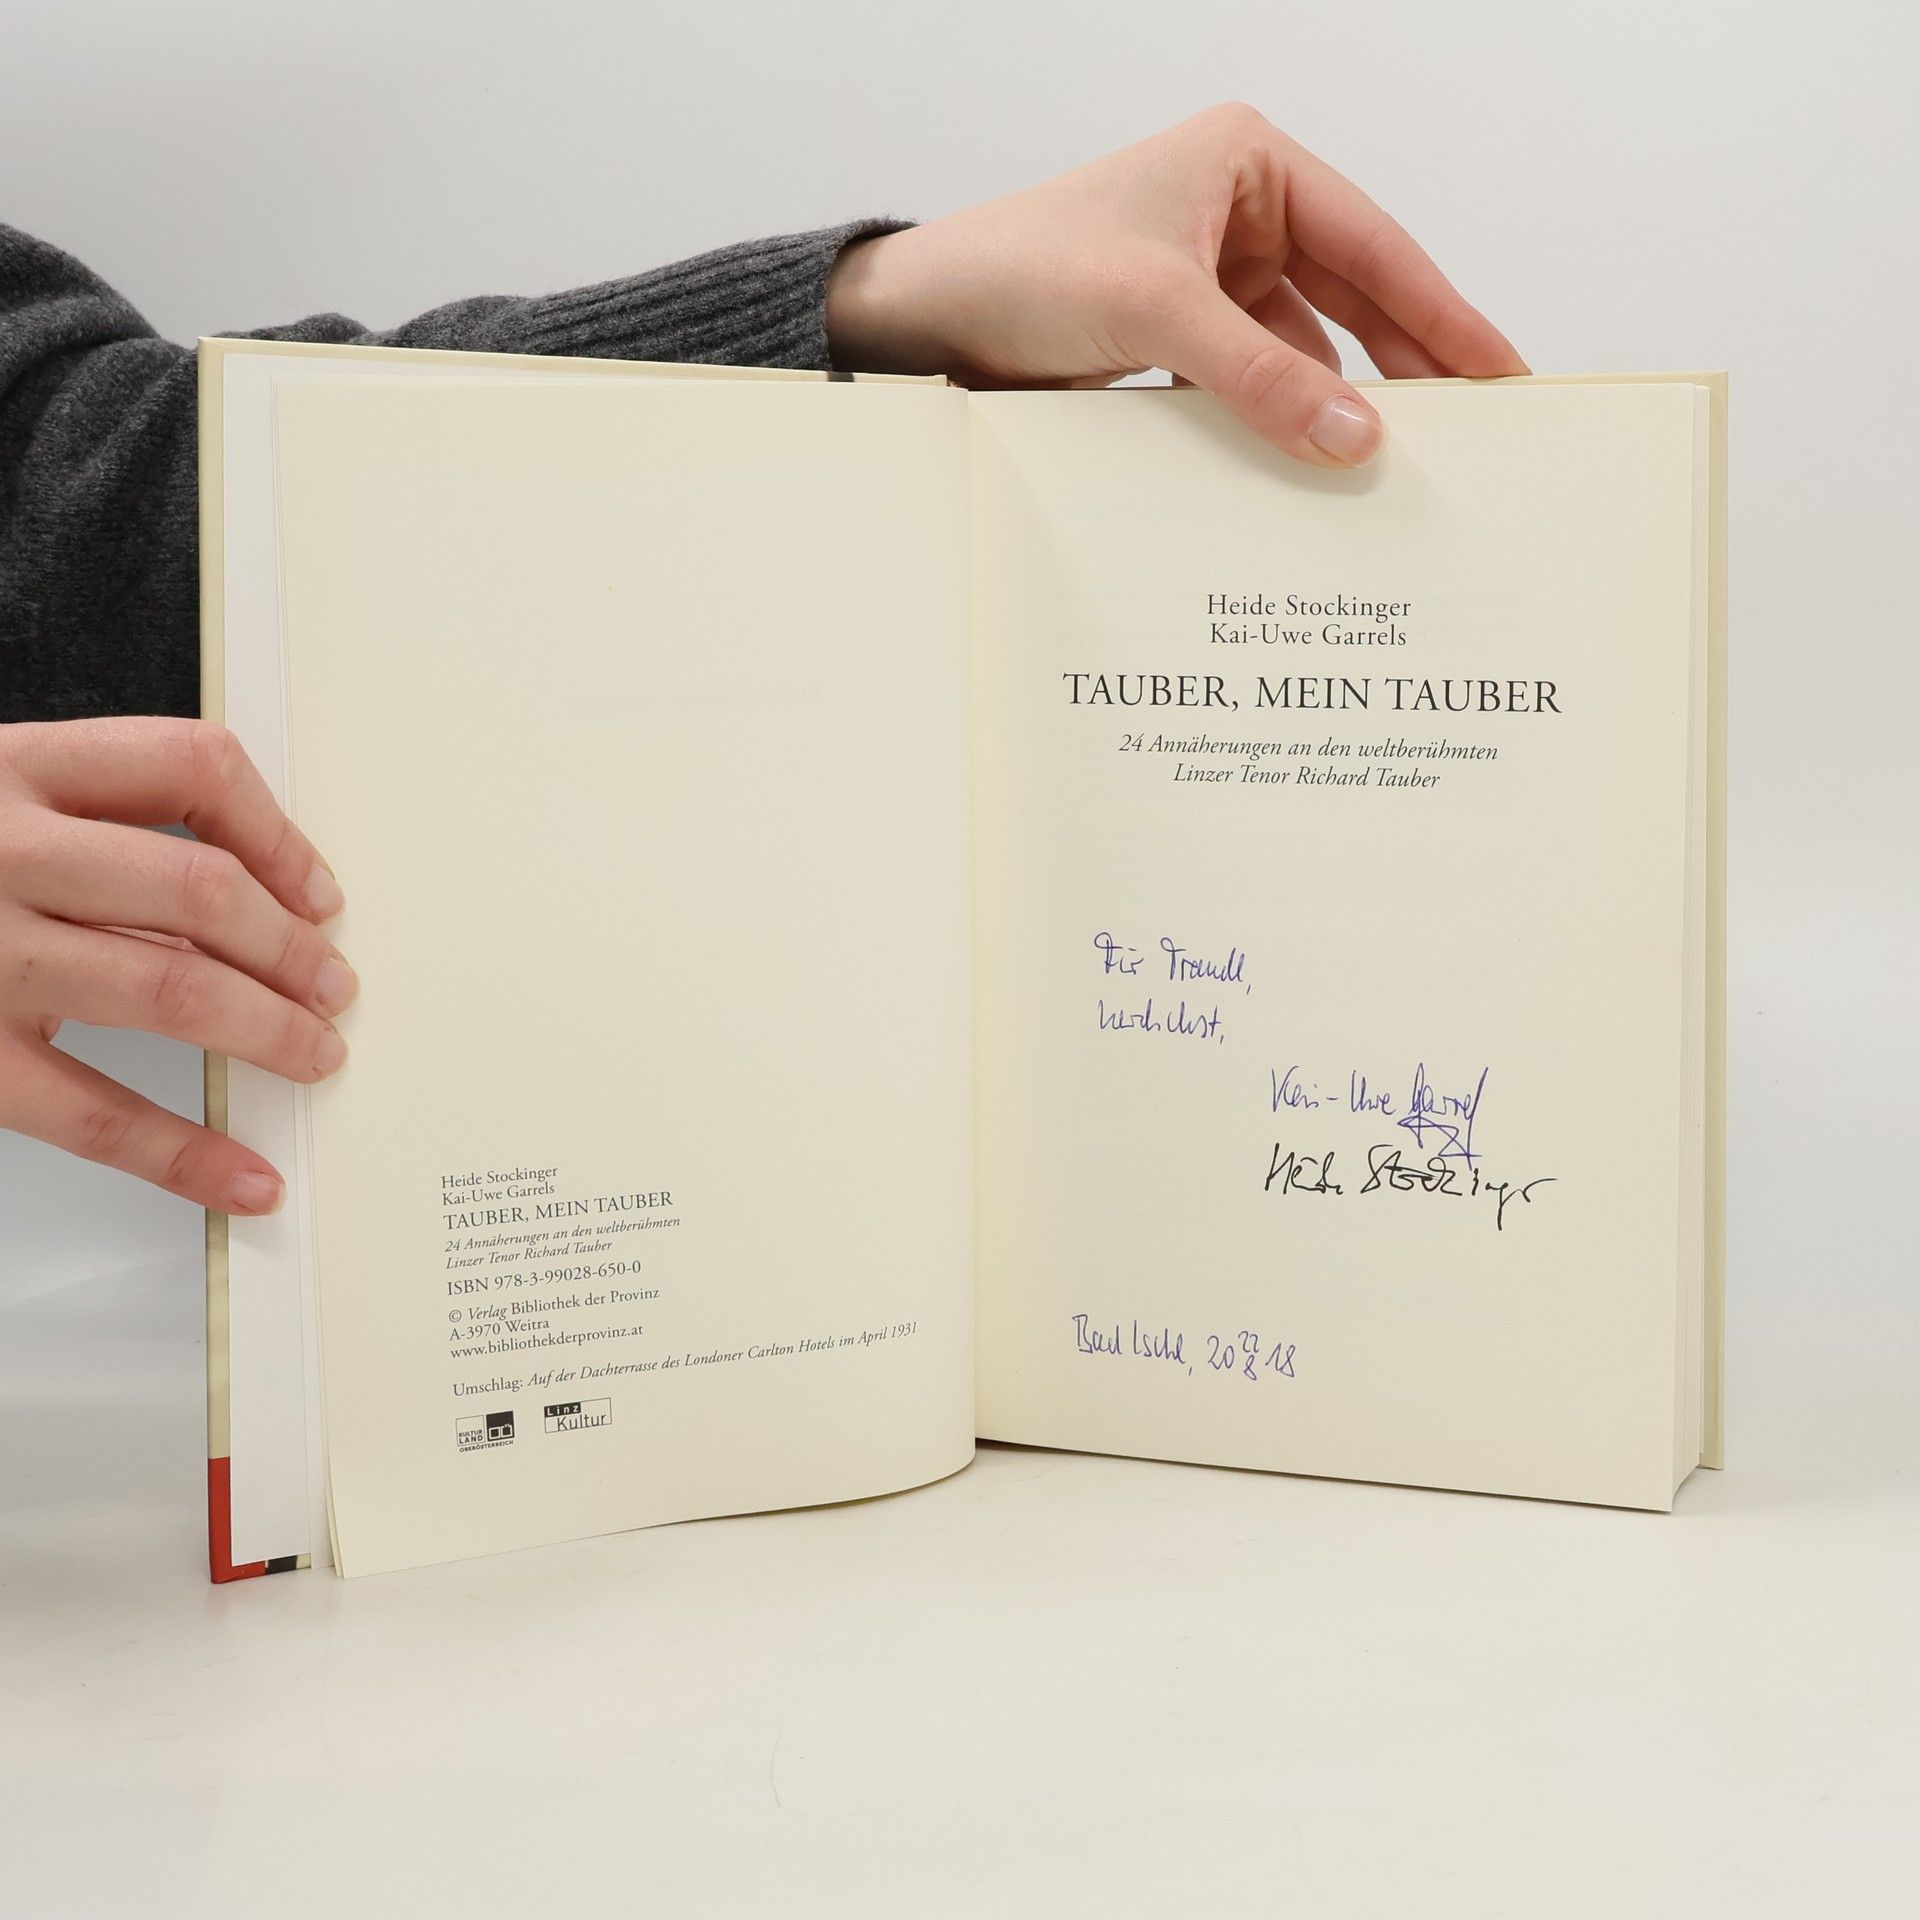 Heide Stockinger
Kai-Uwe Garrels
TAUBER, MEIN TAUBER
24 Annäherungen an den weltberühmten
Linzer Tenor Richard Tauber
ISBN 978-3-99028-650-0
© Verlag Bibliothek der Provinz
A-3970 Weitra
www.bibliothekderprovinz.at
Umschlag: Auf der Dachterrasse des Londoner Carlton Hotels im April 1931
KULTUR
LAND
OBERÖSTERREICH
Linz
Kultur
Heide Stockinger
Kai-Uwe Garrels
TAUBER, MEIN TAUBER
24 Annäherungen an den weltberühmten
Linzer Tenor Richard Tauber
Für Traudl,
herzlichst,
Kai-Uwe Garrels
Heide Stockinger
Bad Ischl, 20 22/8 18